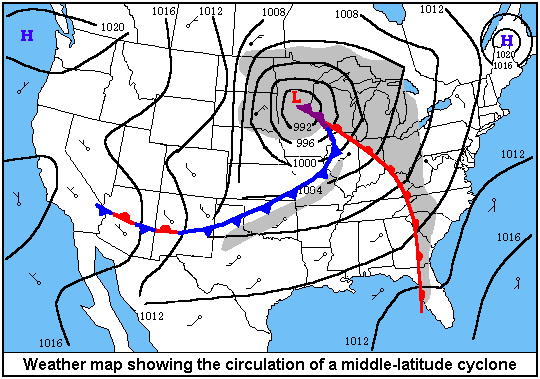 1016 1012 1008 1008 1012
1020
H
H
1020
1016
L
992
996
1000
1004
1012
1016
1012
1016
1012
Weather map showing the circulation of a middle-latitude cyclone